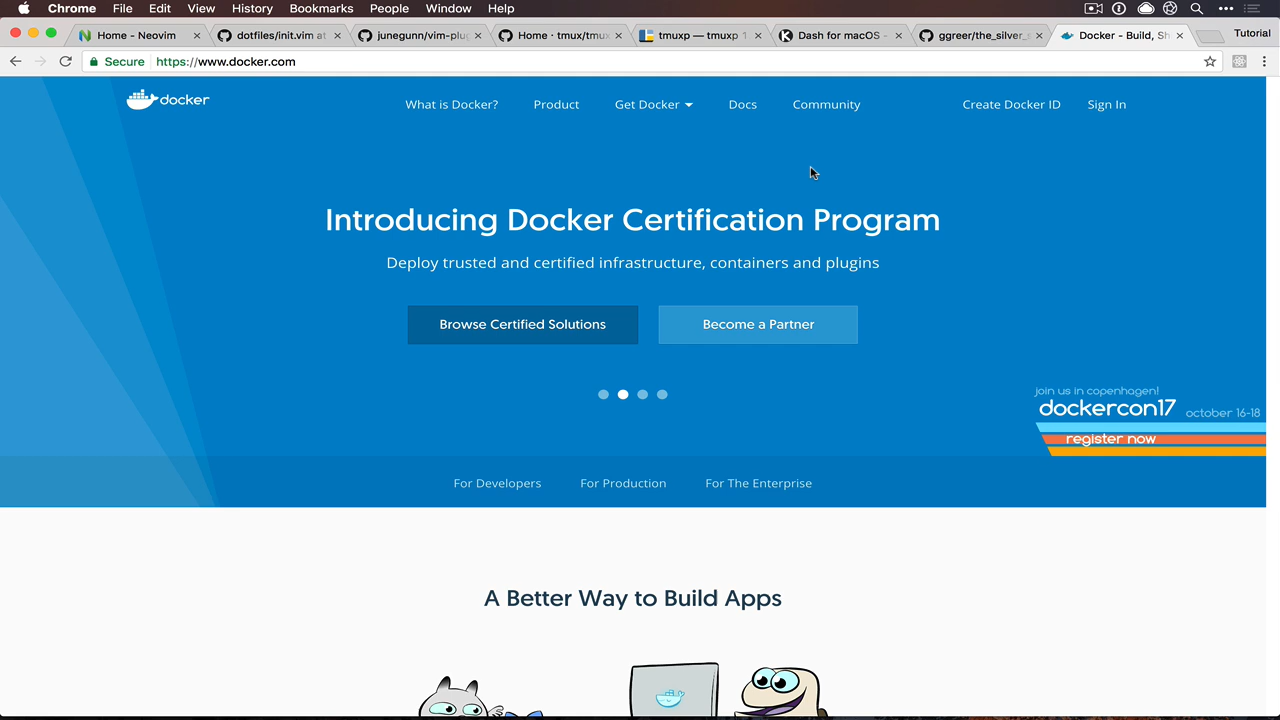 Chrome File Edit View History Bookmarks People Window Help
Home - Neovim
dotfiles/init.vim at
junegunn/vim-plug
Home · tmux/tmux
tmuxp — tmuxp 1
Dash for macOS -
ggreer/the_silver_s
Docker - Build, Sh
Tutorial
Secure https://www.docker.com
docker
What is Docker? Product Get Docker Docs Community Create Docker ID Sign In
Introducing Docker Certification Program
Deploy trusted and certified infrastructure, containers and plugins
Browse Certified Solutions Become a Partner
join us in copenhagen!
dockercon17 october 16-18
register now
For Developers For Production For The Enterprise
A Better Way to Build Apps